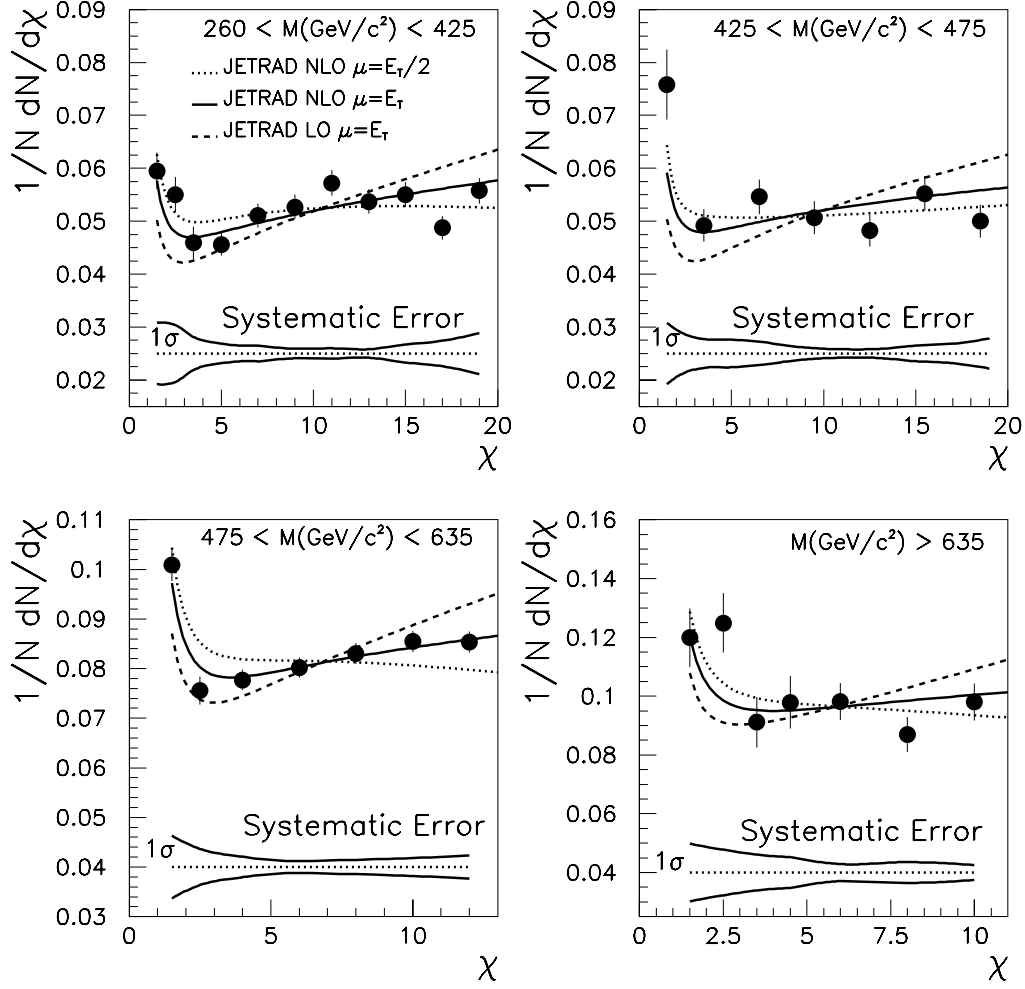 1/N dN/dχ
0.09
0.08
0.07
0.06
0.05
0.04
0.03
0.02
260 < M(GeV/c²) < 425
JETRAD NLO μ=E_T/2
JETRAD NLO μ=E_T
JETRAD LO μ=E_T
Systematic Error
1σ
0 5 10 15 20
χ
1/N dN/dχ
0.09
0.08
0.07
0.06
0.05
0.04
0.03
0.02
425 < M(GeV/c²) < 475
Systematic Error
1σ
0 5 10 15 20
χ
1/N dN/dχ
0.11
0.1
0.09
0.08
0.07
0.06
0.05
0.04
0.03
475 < M(GeV/c²) < 635
Systematic Error
1σ
0 5 10
χ
1/N dN/dχ
0.16
0.14
0.12
0.1
0.08
0.06
0.04
M(GeV/c²) > 635
Systematic Error
1σ
0 2.5 5 7.5 10
χ